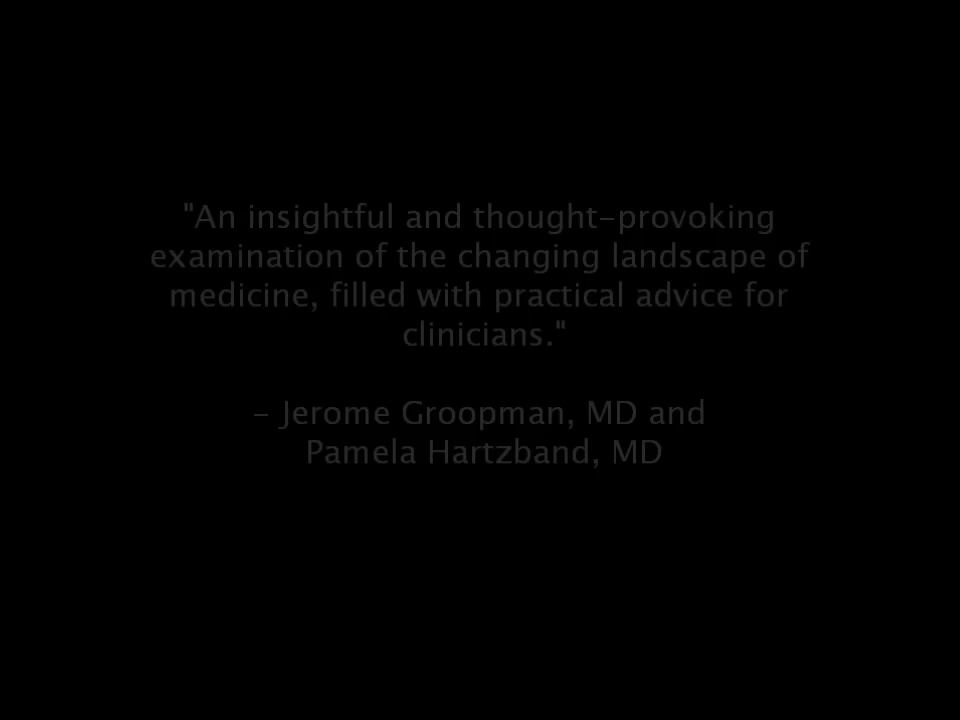 "An insightful and thought-provoking
examination of the changing landscape of
medicine, filled with practical advice for
clinicians."
- Jerome Groopman, MD and
Pamela Hartzband, MD